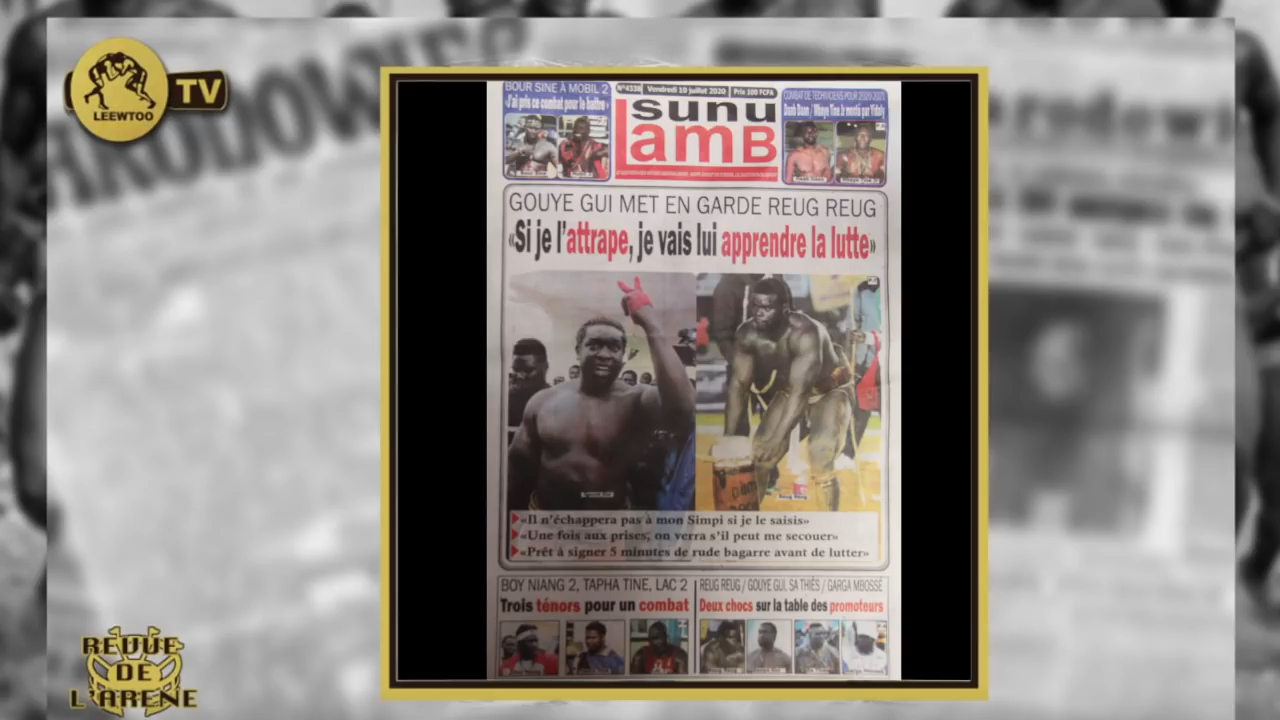 LEEWTOO
TV
BOUR SINE À MOBIL 2
«J'ai pris ce combat pour le battre»
N°4338 Vendredi 10 juillet 2020 Prix 100 FCFA
sunu
Lamb
COMBAT DE TECHNICIENS POUR 2020/2021
GOUYE GUI MET EN GARDE REUG REUG
«Si je l'attrape, je vais lui apprendre la lutte»
Reug Reug
«Il n'échappera pas à mon Simpi si je le saisis»
«Une fois aux prises, on verra s'il peut me secouer»
«Prêt à signer 5 minutes de rude bagarre avant de lutter»
BOY NIANG 2, TAPHA TINE, LAC 2
Trois ténors pour un combat
REUG REUG / GOUYE GUI, SA THIÈS / GARGA MBOSSÉ
Deux chocs sur la table des promoteurs
REVUE
DE
L'ARENE